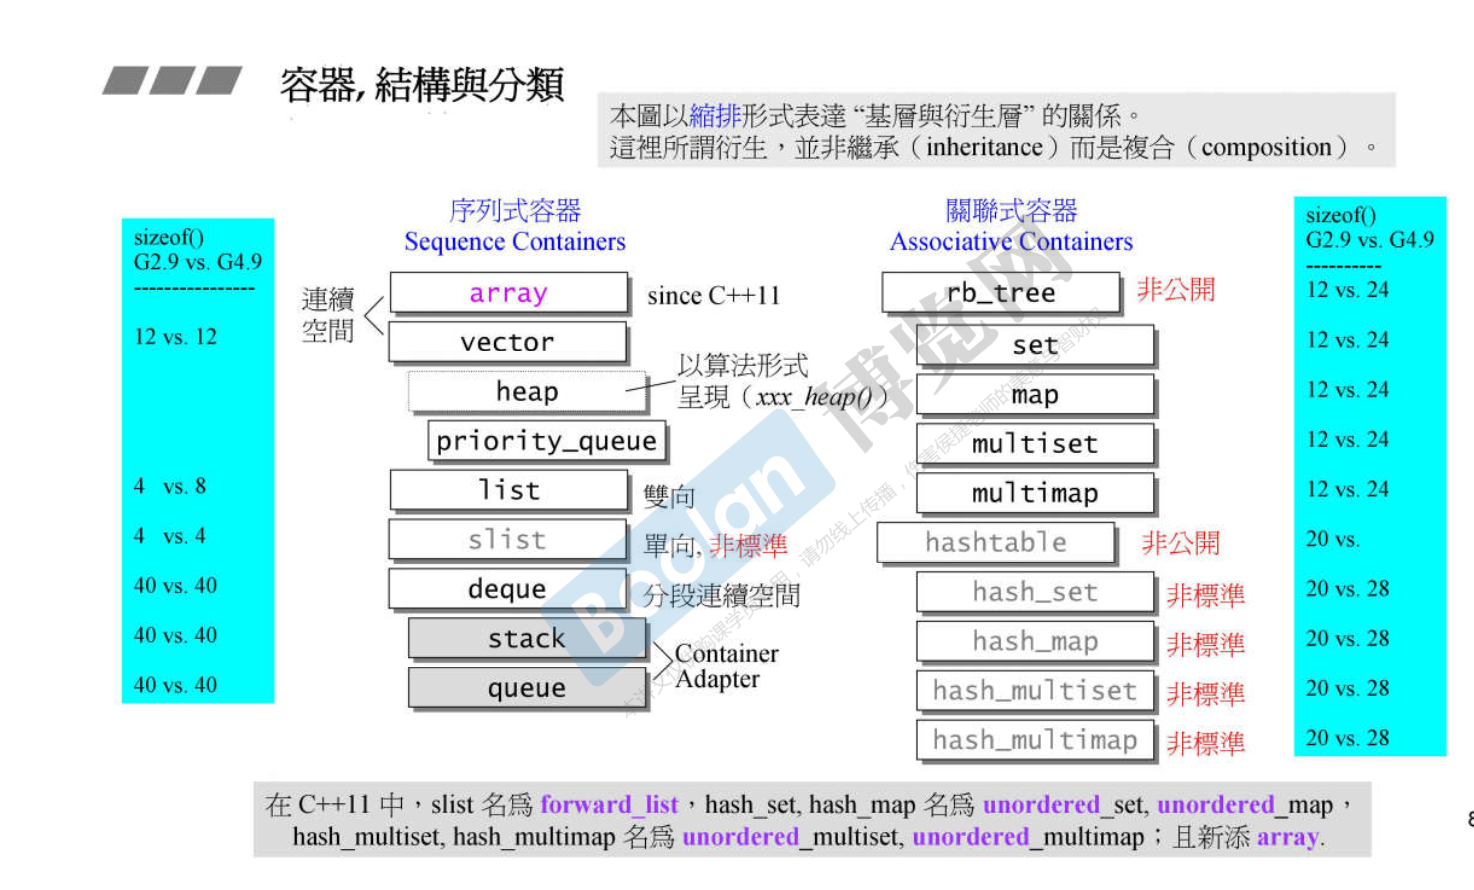 容器, 結構與分類
本圖以縮排形式表達 “基層與衍生層” 的關係。
這裡所謂衍生，並非繼承（inheritance）而是複合（composition）。
序列式容器
Sequence Containers
sizeof()
G2.9 vs. G4.9
----------------
12 vs. 12
4 vs. 8
4 vs. 4
40 vs. 40
40 vs. 40
40 vs. 40
連續
空間
array
since C++11
vector
heap
以算法形式
呈現（xxx_heap()）
priority_queue
list
雙向
slist
單向, 非標準
deque
分段連續空間
stack
queue
Container
Adapter
關聯式容器
Associative Containers
rb_tree
非公開
set
map
multiset
multimap
hashtable
非公開
hash_set
非標準
hash_map
非標準
hash_multiset
非標準
hash_multimap
非標準
sizeof()
G2.9 vs. G4.9
----------
12 vs. 24
12 vs. 24
12 vs. 24
12 vs. 24
12 vs. 24
20 vs.
20 vs. 28
20 vs. 28
20 vs. 28
20 vs. 28
Boolan
博览网
在 C++11 中，slist 名為 forward_list，hash_set, hash_map 名為 unordered_set, unordered_map，
hash_multiset, hash_multimap 名為 unordered_multiset, unordered_multimap；且新添 array.